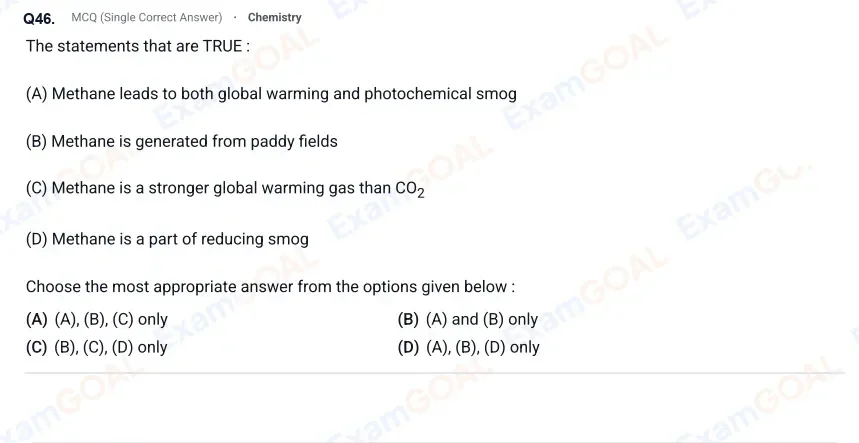 Q46. MCQ (Single Correct Answer) · Chemistry
The statements that are TRUE :
(A) Methane leads to both global warming and photochemical smog
(B) Methane is generated from paddy fields
(C) Methane is a stronger global warming gas than CO₂
(D) Methane is a part of reducing smog
Choose the most appropriate answer from the options given below :
(A) (A), (B), (C) only (B) (A) and (B) only
(C) (B), (C), (D) only (D) (A), (B), (D) only
ExamGOAL